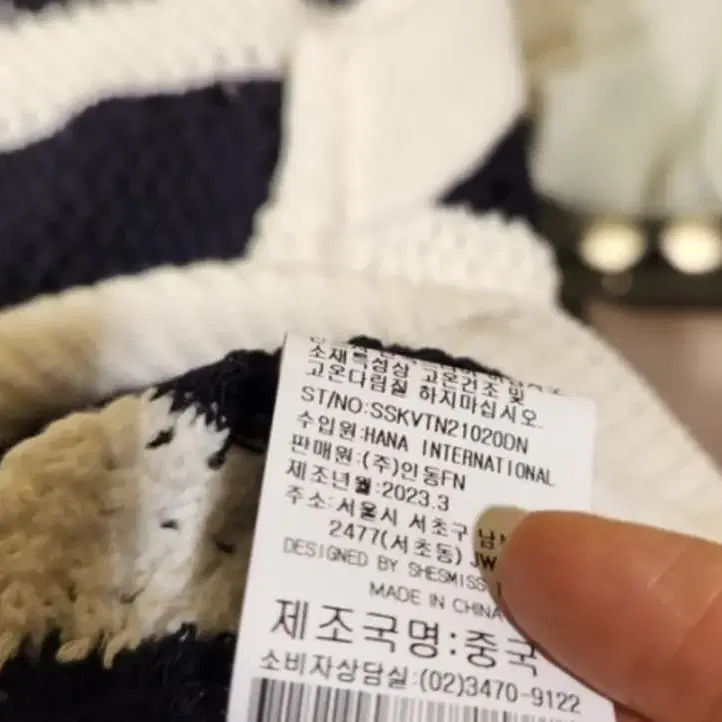 소재특성상 고온건조 및
고온다림질 하지마십시오.
ST/NO:SSKVTN21020DN
수입원:HANA INTERNATIONAL
판매원:(주)인동FN
제조년월:2023.3
주소:서울시 서초구
2477(서초동) JW
DESIGNED BY SHESMISS
MADE IN CHINA
제조국명:중국
소비자상담실:(02)3470-9122